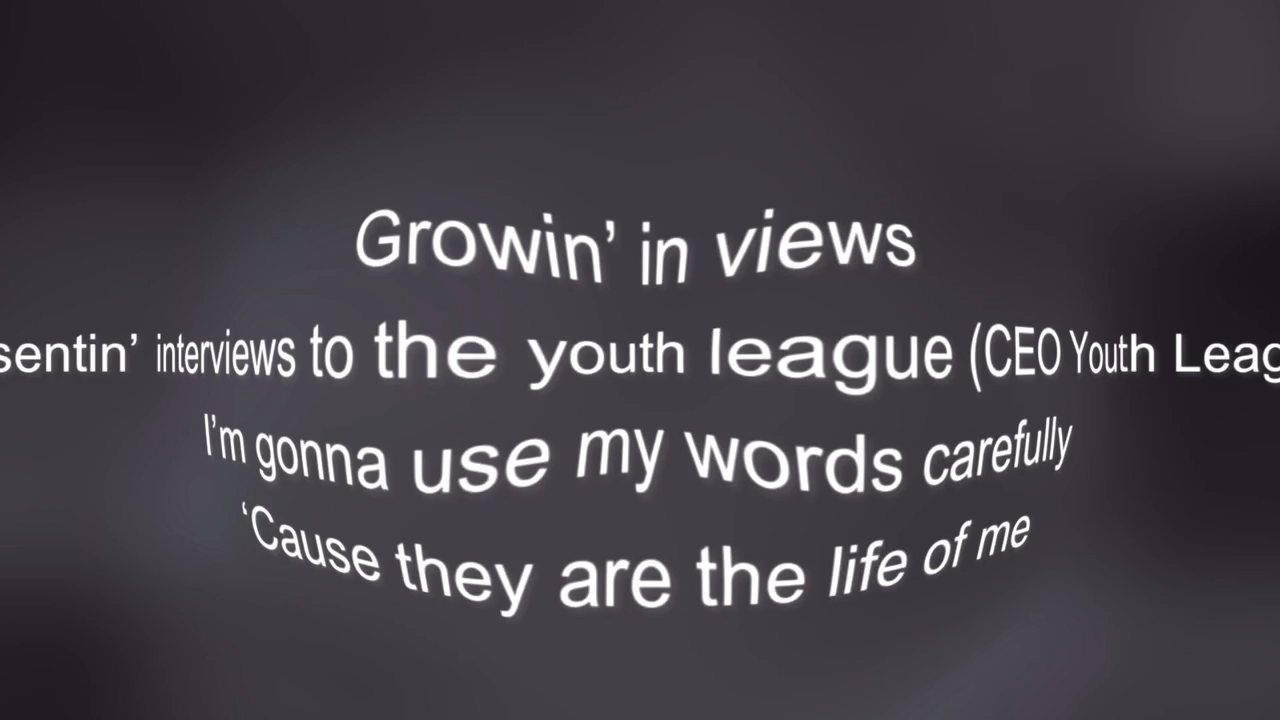 Growin’ in views
sentin’ interviews to the youth league (CEO Youth Leag
I’m gonna use my words carefully
‘Cause they are the life of me